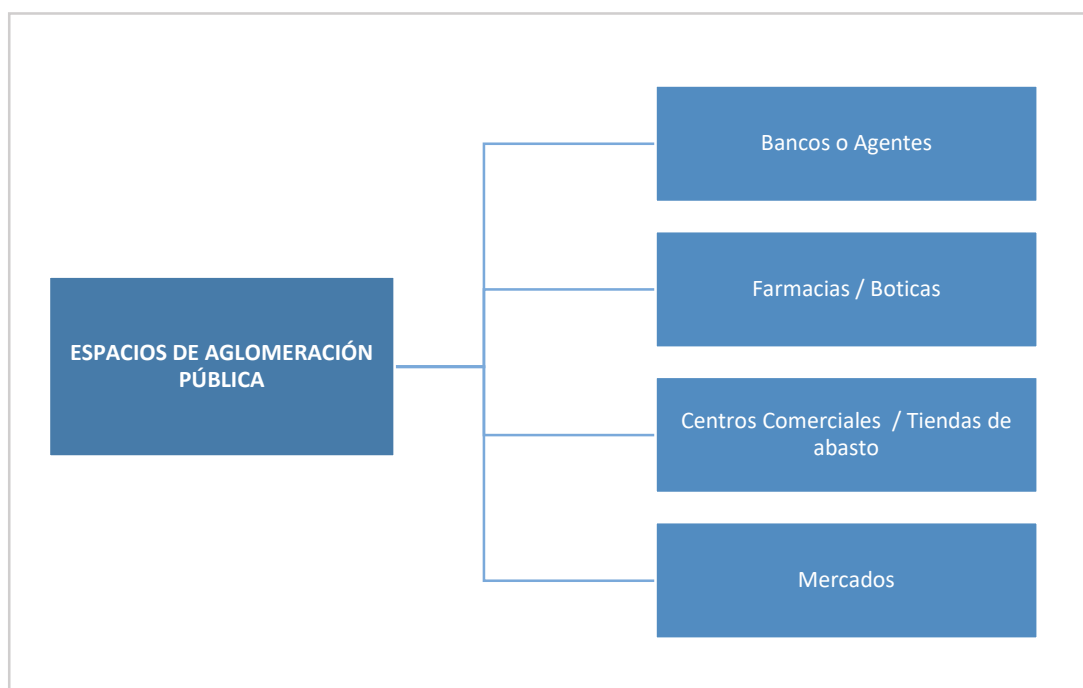 ESPACIOS DE AGLOMERACIÓN
PÚBLICA
Bancos o Agentes
Farmacias / Boticas
Centros Comerciales / Tiendas de
abasto
Mercados